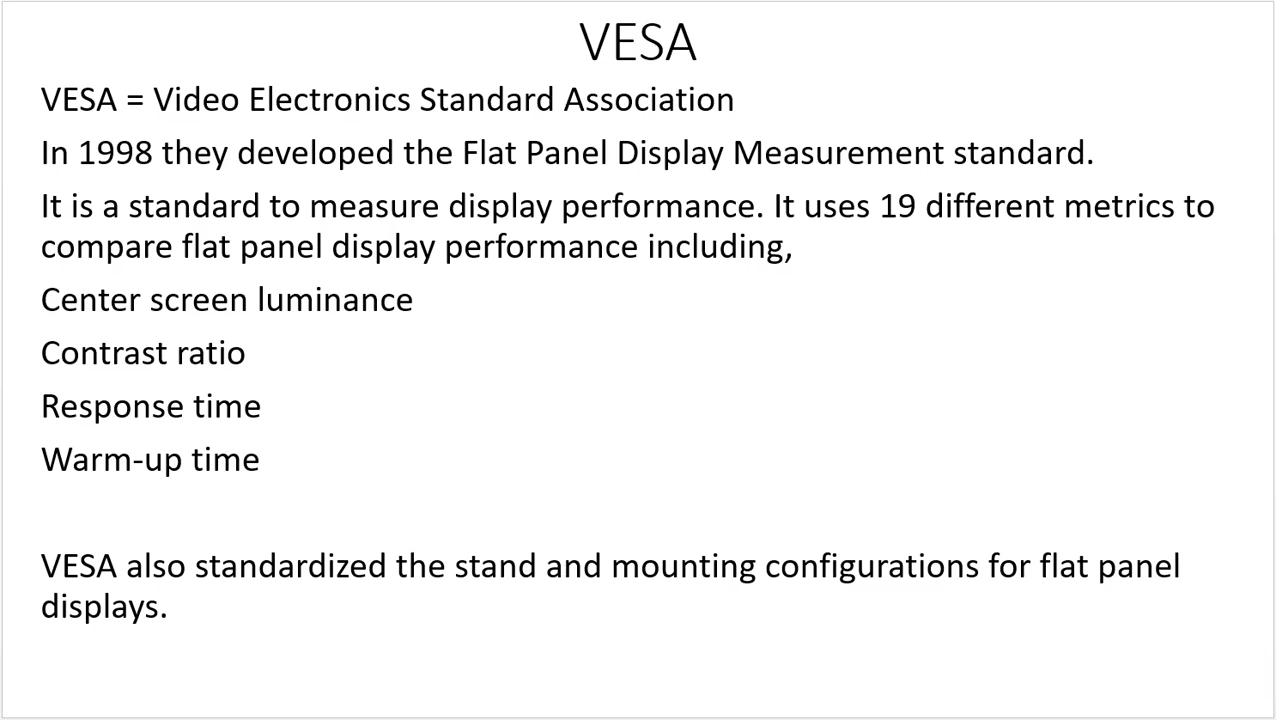 VESA
VESA = Video Electronics Standard Association
In 1998 they developed the Flat Panel Display Measurement standard.
It is a standard to measure display performance. It uses 19 different metrics to
compare flat panel display performance including,
Center screen luminance
Contrast ratio
Response time
Warm-up time
VESA also standardized the stand and mounting configurations for flat panel
displays.